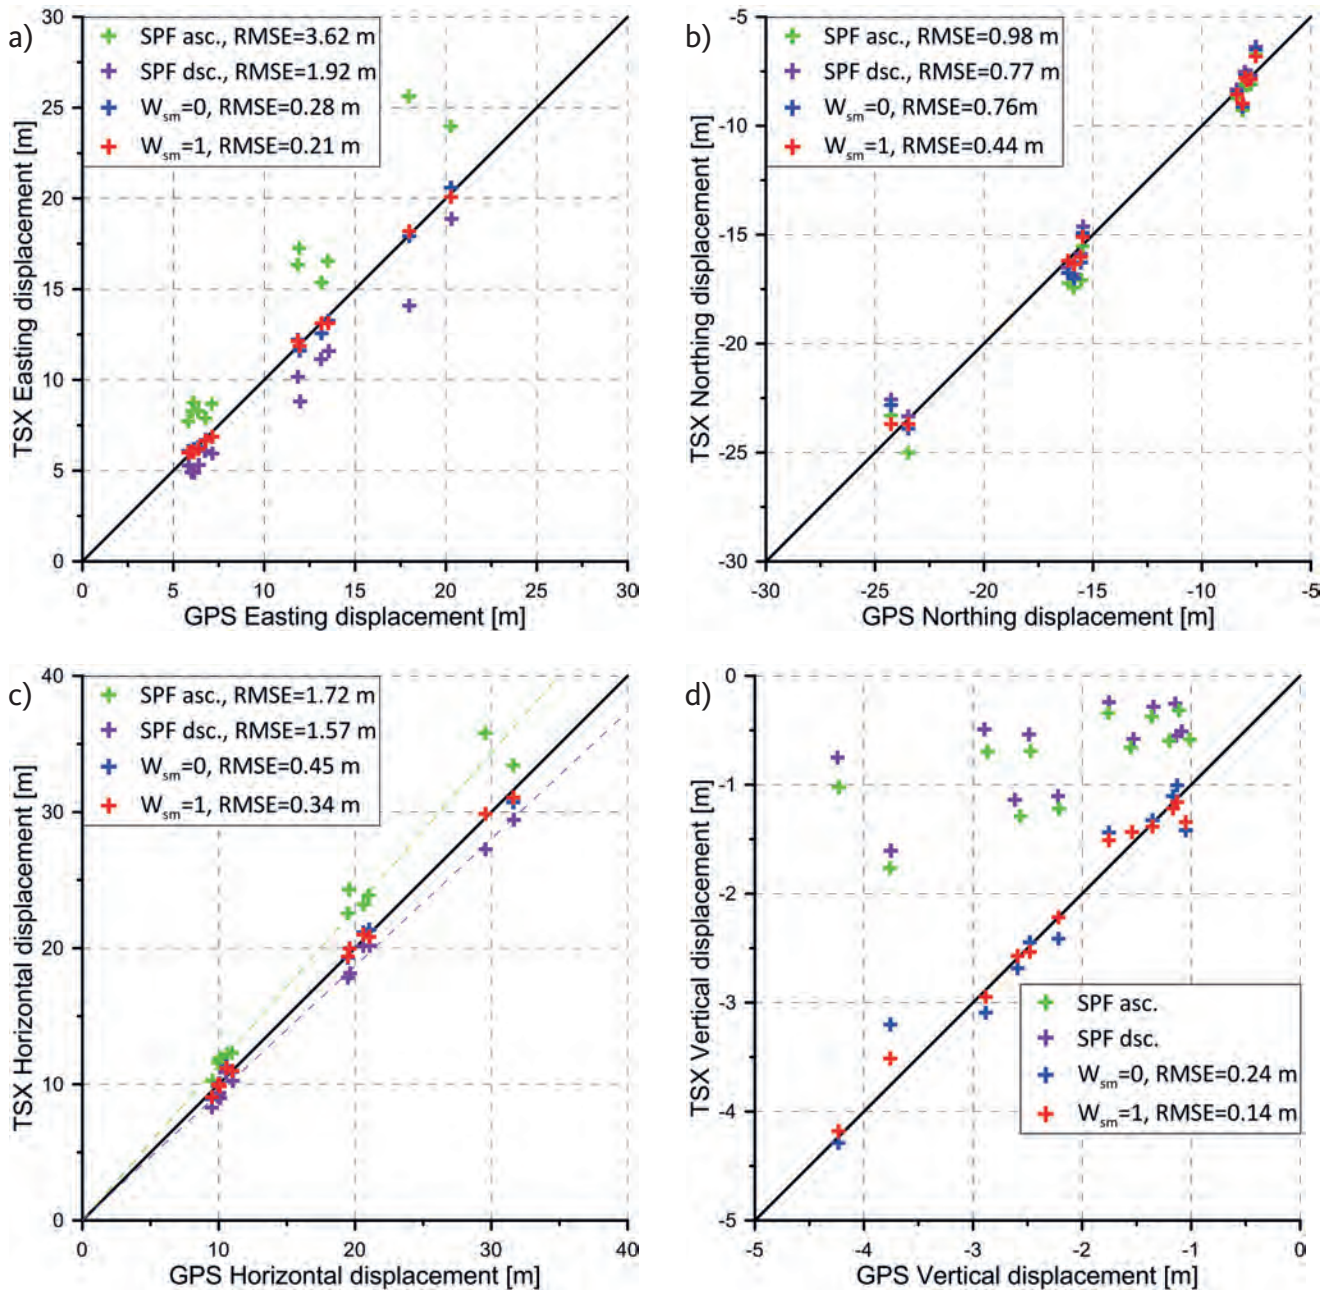 a)
30
25
20
15
10
5
0
TSX Easting displacement [m]
SPF asc., RMSE=3.62 m
SPF dsc., RMSE=1.92 m
Wsm=0, RMSE=0.28 m
Wsm=1, RMSE=0.21 m
0 5 10 15 20 25 30
GPS Easting displacement [m]
b)
-5
-10
-15
-20
-25
-30
TSX Northing displacement [m]
SPF asc., RMSE=0.98 m
SPF dsc., RMSE=0.77 m
Wsm=0, RMSE=0.76m
Wsm=1, RMSE=0.44 m
-30 -25 -20 -15 -10 -5
GPS Northing displacement [m]
c)
40
30
20
10
0
TSX Horizontal displacement [m]
SPF asc., RMSE=1.72 m
SPF dsc., RMSE=1.57 m
Wsm=0, RMSE=0.45 m
Wsm=1, RMSE=0.34 m
0 10 20 30 40
GPS Horizontal displacement [m]
d)
0
-1
-2
-3
-4
-5
TSX Vertical displacement [m]
SPF asc.
SPF dsc.
Wsm=0, RMSE=0.24 m
Wsm=1, RMSE=0.14 m
-5 -4 -3 -2 -1 0
GPS Vertical displacement [m]